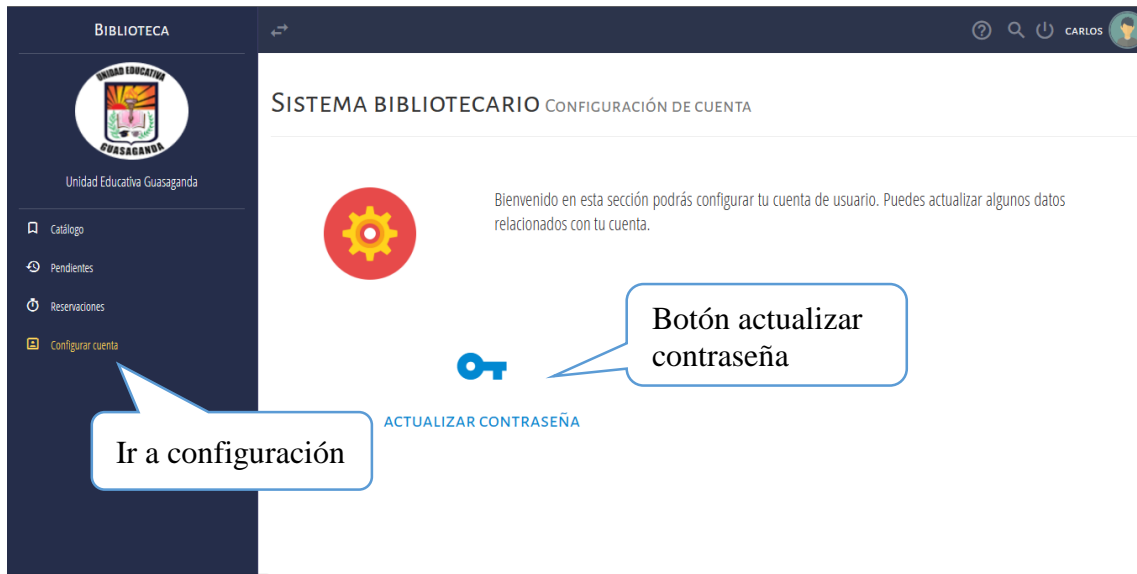 BIBLIOTECA
CARLOS
UNIDAD EDUCATIVA
GUASAGANDA
Unidad Educativa Guasaganda
Catálogo
Pendientes
Reservaciones
Configurar cuenta
SISTEMA BIBLIOTECARIO CONFIGURACIÓN DE CUENTA
Bienvenido en esta sección podrás configurar tu cuenta de usuario. Puedes actualizar algunos datos
relacionados con tu cuenta.
Botón actualizar
contraseña
ACTUALIZAR CONTRASEÑA
Ir a configuración